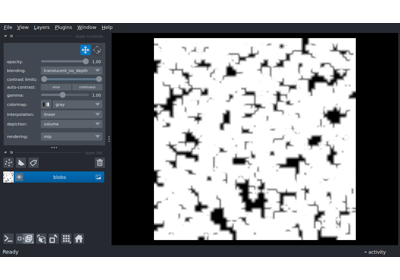 File View Layers Plugins Window Help
opacity: 1.00
blending: translucent_no_depth
contrast limits:
auto-contrast: once continuous
gamma: 1.00
colormap: gray
interpolation: linear
depiction: volume
rendering: mip
blobs
Ready
activity